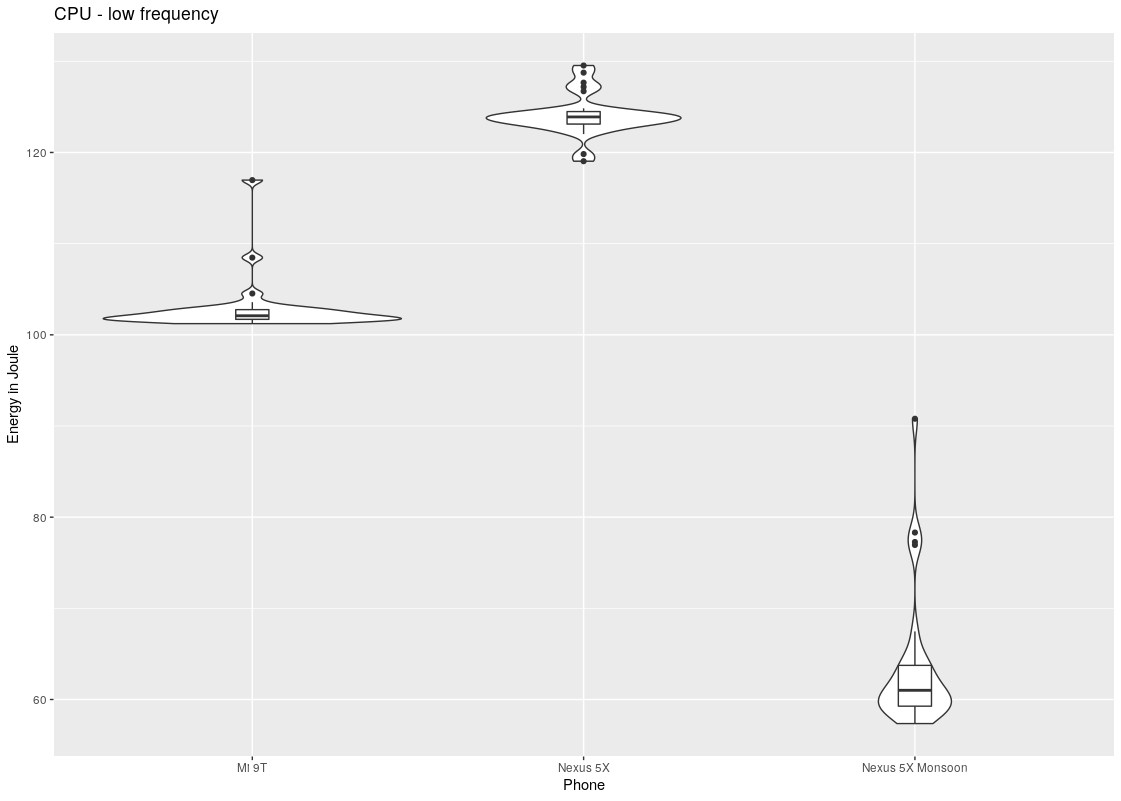 CPU - low frequency
Energy in Joule
120
100
80
60
MI 9T
Nexus 5X
Nexus 5X Monsoon
Phone